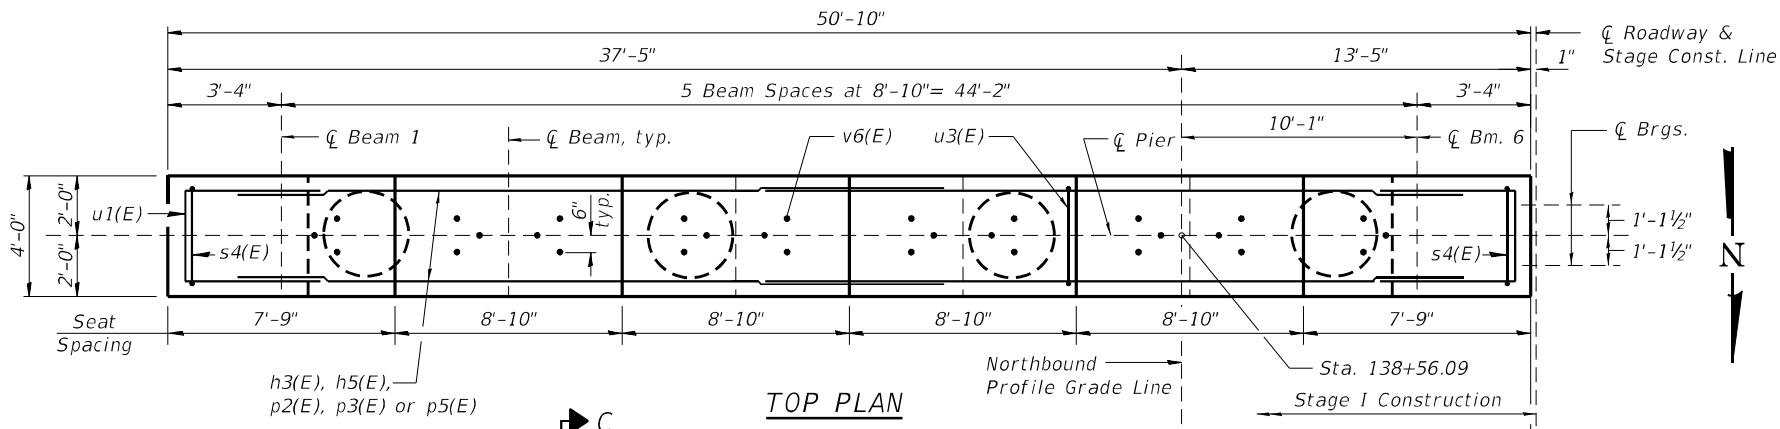 50'-10"
℄ Roadway &
Stage Const. Line
1"
37'-5"
13'-5"
3'-4"
5 Beam Spaces at 8'-10"= 44'-2"
3'-4"
℄ Beam 1
℄ Beam, typ.
v6(E)
u3(E)
℄ Pier
10'-1"
℄ Bm. 6
℄ Brgs.
4'-0"
2'-0"
2'-0"
u1(E)
s4(E)
6"
typ.
s4(E)
1'-1½"
1'-1½"
N
Seat
Spacing
7'-9"
8'-10"
8'-10"
8'-10"
8'-10"
7'-9"
h3(E), h5(E),
p2(E), p3(E) or p5(E)
Northbound
Profile Grade Line
Sta. 138+56.09
Stage I Construction
TOP PLAN
C